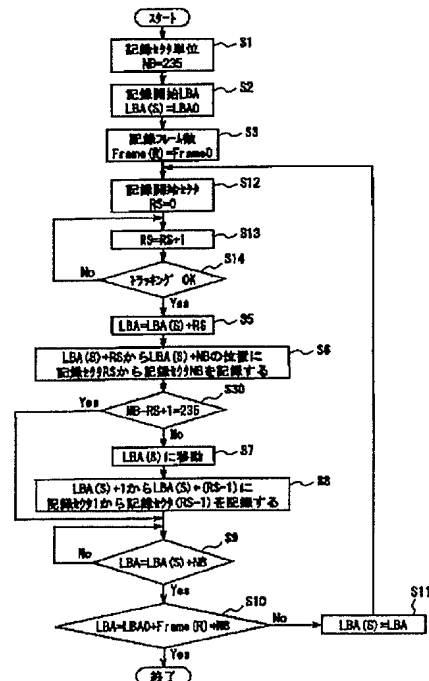 スタート
記録セクタ単位
NB=235
S1
記録開始LBA
LBA(S)=LBA0
S2
記録フレーム数
Frame(R)=Frame0
S3
記録開始セクタ
RS=0
S12
RS=RS+1
S13
トラッキング OK
S14
No
Yes
LBA=LBA(S)+RS
S5
LBA(S)+RSからLBA(S)+NBの位置に
記録セクタRSから記録セクタNBを記録する
S6
NB-RS+1=235
S30
Yes
No
LBA(S)に移動
S7
LBA(S)+1からLBA(S)+(RS-1)に
記録セクタ1から記録セクタ(RS-1)を記録する
S8
LBA=LBA(S)+NB
S9
No
Yes
LBA=LBA0+Frame(R)*NB
S10
No
LBA(S)=LBA
S11
Yes
終了